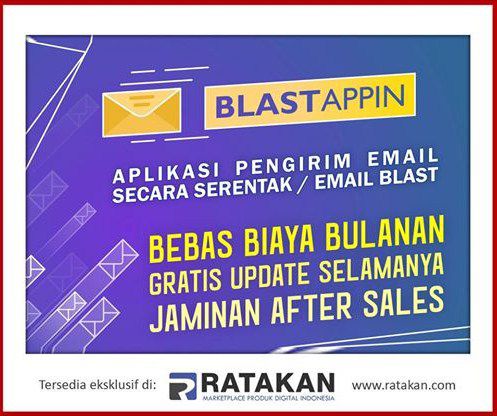 BLASTAPPIN
APLIKASI PENGIRIM EMAIL
SECARA SERENTAK / EMAIL BLAST
BEBAS BIAYA BULANAN
GRATIS UPDATE SELAMANYA
JAMINAN AFTER SALES
Tersedia eksklusif di: RATAKAN www.ratakan.com
MARKETPLACE PRODUK DIGITAL INDONESIA